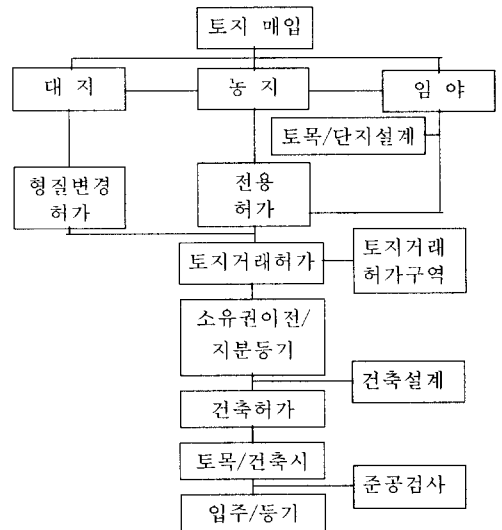 토지 매입
대 지
농 지
임 야
토목/단지설계
형질변경
허가
전용
허가
토지거래허가
토지거래
허가구역
소유권이전/
지분등기
건축설계
건축허가
토목/건축시
준공검사
입주/등기